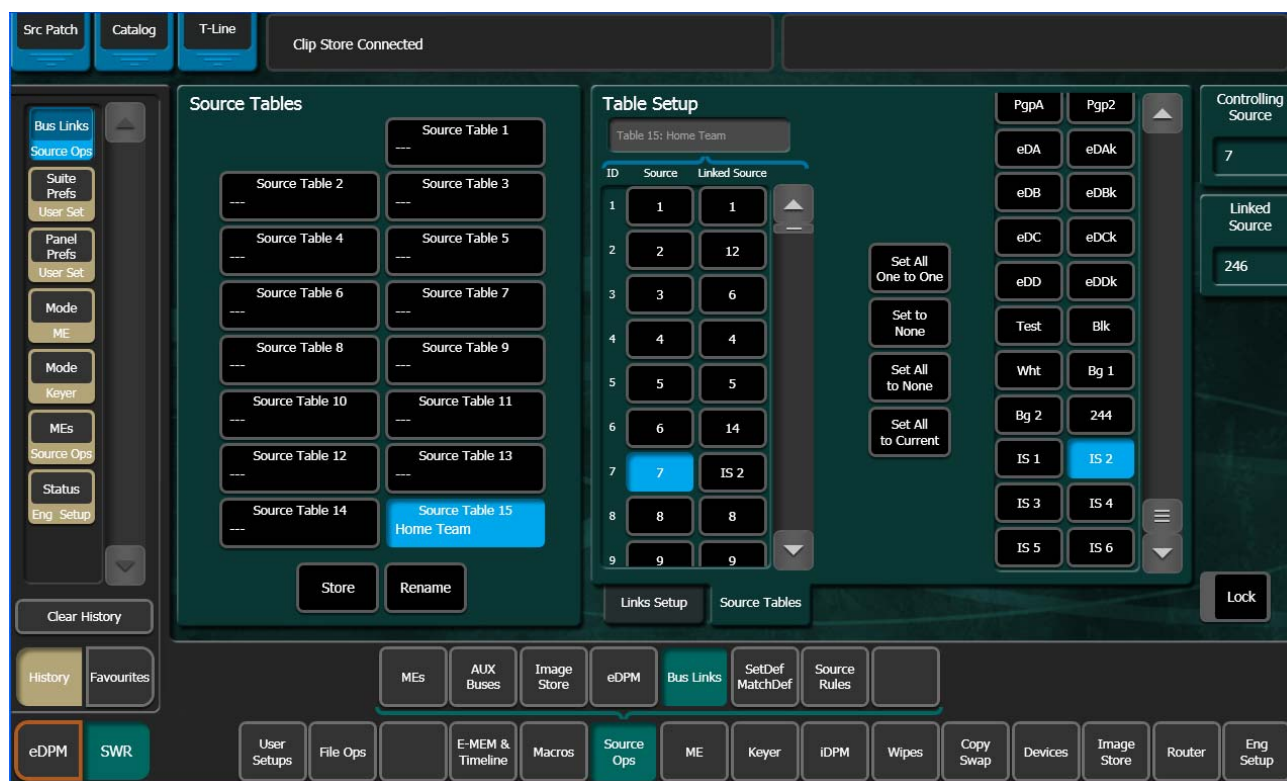 Src Patch
Catalog
T-Line
Clip Store Connected
Bus Links
Source Ops
Suite
Prefs
User Set
Panel
Prefs
User Set
Mode
ME
Mode
Keyer
MEs
Source Ops
Status
Eng Setup
Clear History
History
Favourites
Source Tables
Source Table 1
---
Source Table 2
---
Source Table 3
---
Source Table 4
---
Source Table 5
---
Source Table 6
---
Source Table 7
---
Source Table 8
---
Source Table 9
---
Source Table 10
---
Source Table 11
---
Source Table 12
---
Source Table 13
---
Source Table 14
---
Source Table 15
Home Team
Store
Rename
Table Setup
Table 15: Home Team
ID Source Linked Source
1 1 1
2 2 12
3 3 6
4 4 4
5 5 5
6 6 14
7 7 IS 2
8 8 8
9 9 9
Set All
One to One
Set to
None
Set All
to None
Set All
to Current
PgpA Pgp2
eDA eDAk
eDB eDBk
eDC eDCk
eDD eDDk
Test Blk
Wht Bg 1
Bg 2 244
IS 1 IS 2
IS 3 IS 4
IS 5 IS 6
Links Setup
Source Tables
Controlling
Source
7
Linked
Source
246
Lock
MEs
AUX
Buses
Image
Store
eDPM
Bus Links
SetDef
MatchDef
Source
Rules
eDPM
SWR
User
Setups
File Ops
E-MEM &
Timeline
Macros
Source
Ops
ME
Keyer
iDPM
Wipes
Copy
Swap
Devices
Image
Store
Router
Eng
Setup